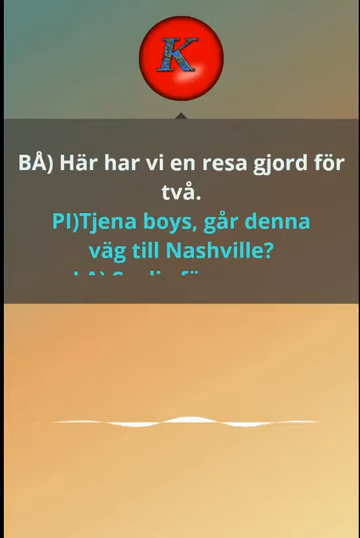 K
BÅ) Här har vi en resa gjord för
två.
PI)Tjena boys, går denna
väg till Nashville?